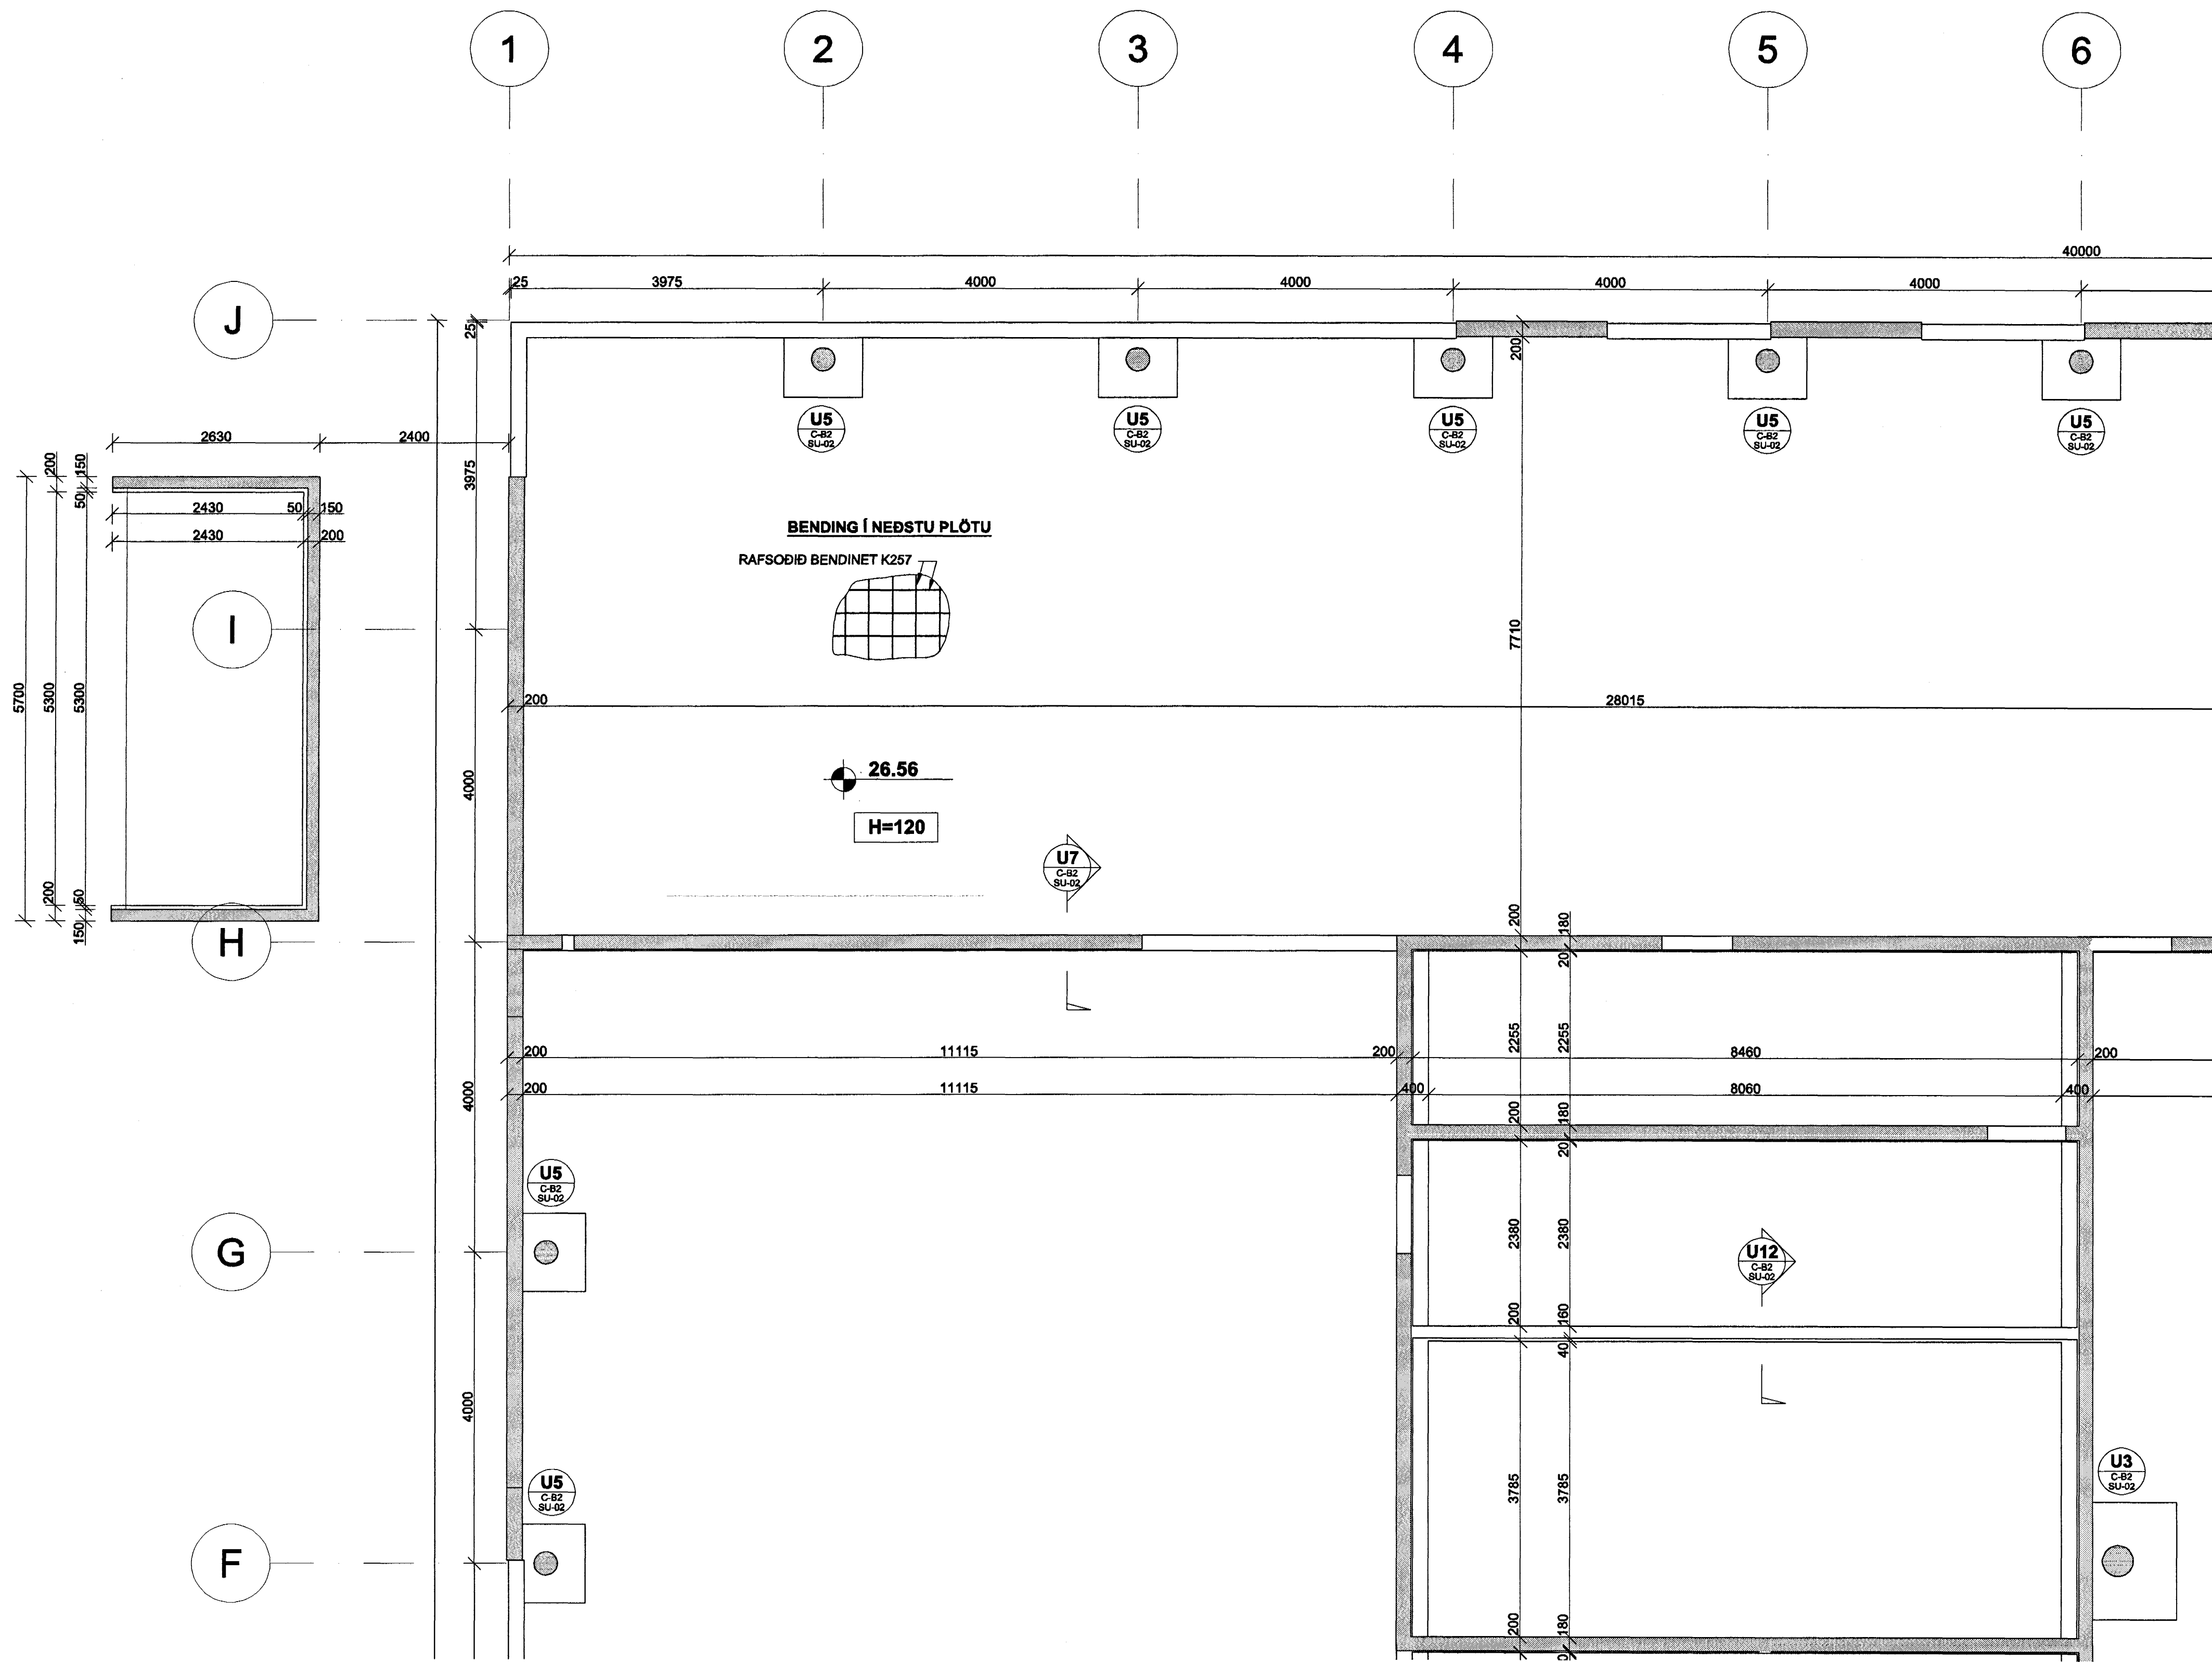 1 2 3 4 5 6
40000
25 3975 4000 4000 4000 4000
J
25
200
U5 U5 U5 U5 U5
C-B2 C-B2 C-B2 C-B2 C-B2
SU-02 SU-02 SU-02 SU-02 SU-02
2630 2400
200 150
3975
50
2430 50 150
2430 200
BENDING Í NEÐSTU PLÖTU
RAFSOÐIÐ BENDINET K257
I
7710
5700 5300 5300
200 28015
26.56
4000
H=120
U7
C-B2
SU-02
200 50
150
H
200 180
20
2255 2255
200 11115 200 8460 200
200 11115 400 8060 400
4000
200 180
20
U5
C-B2
SU-02
G
2380 2380
U12
C-B2
SU-02
200 160
40
4000
U5
C-B2
SU-02
3785 3785
U3
C-B2
SU-02
F
200 180